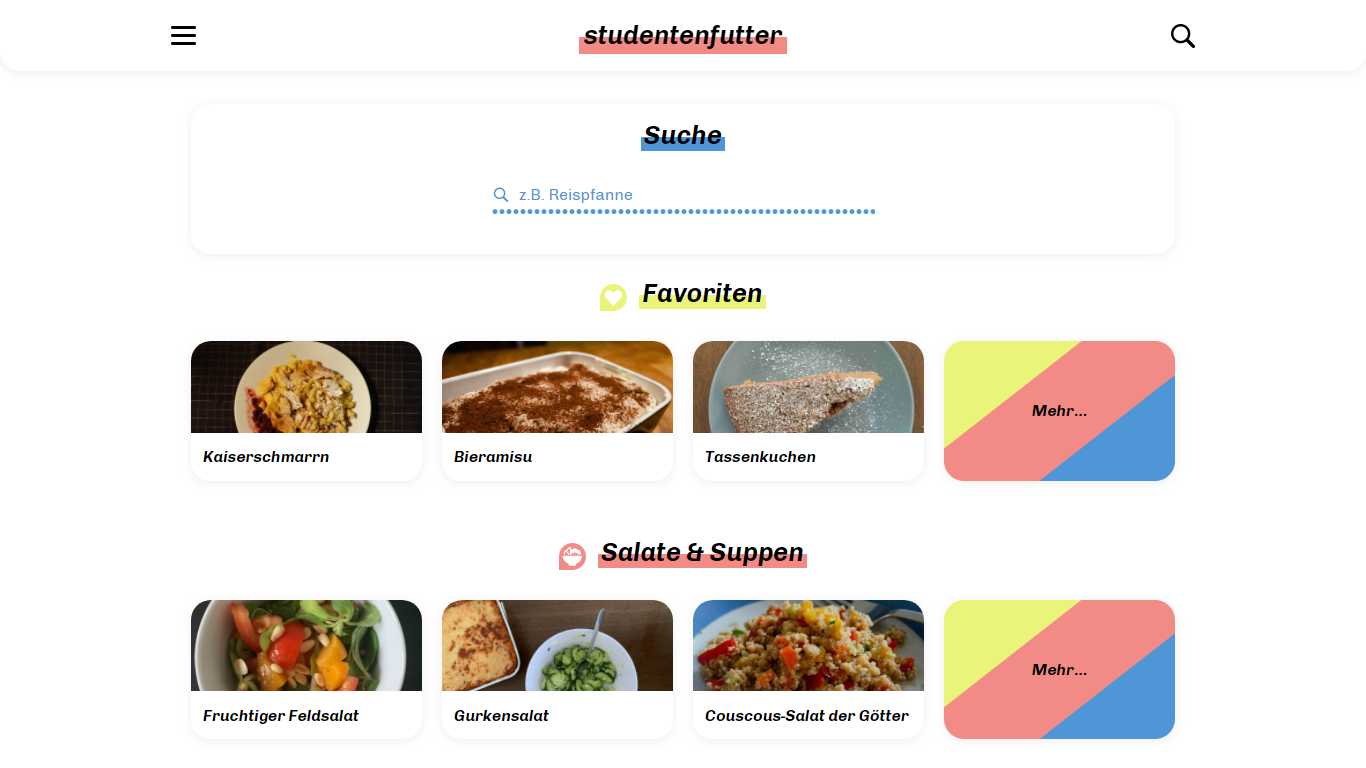 studentenfutter
Suche
z.B. Reispfanne
Favoriten
Kaiserschmarrn
Bieramisu
Tassenkuchen
Mehr...
Salate & Suppen
Fruchtiger Feldsalat
Gurkensalat
Couscous-Salat der Götter
Mehr...